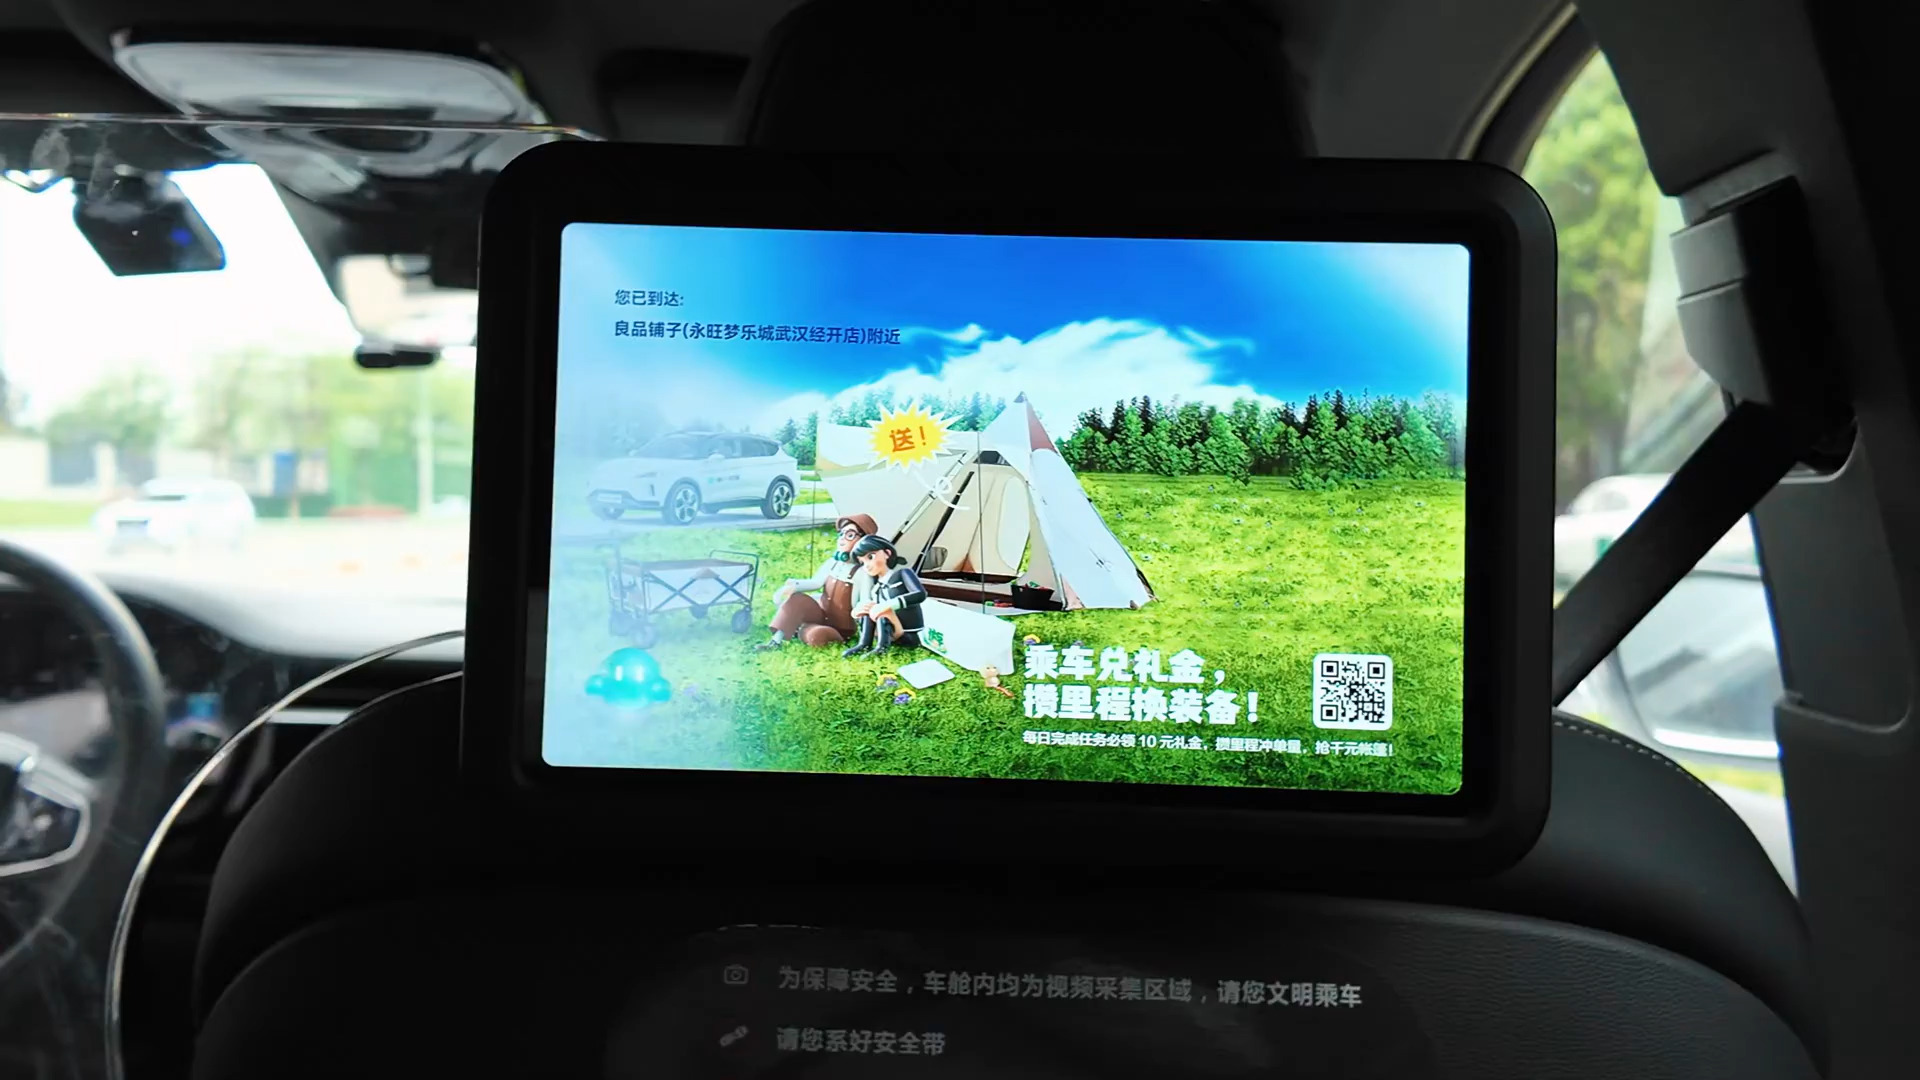 您已到达:
良品铺子(永旺梦乐城武汉经开店)附近
送!
乘车兑礼金，
攒里程换装备!
每日完成任务必领 10 元礼金，攒里程冲单量，抢千元帐篷!
为保障安全，车舱内均为视频采集区域，请您文明乘车
请您系好安全带